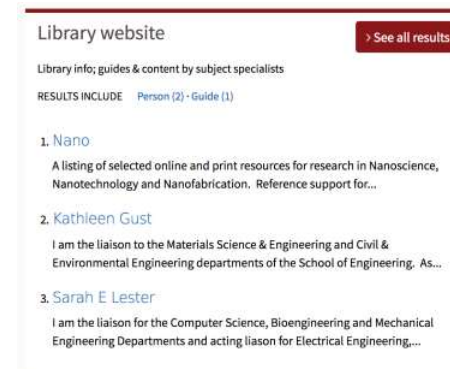 Library website
> See all results
Library info; guides & content by subject specialists
RESULTS INCLUDE Person (2) · Guide (1)
1. Nano
A listing of selected online and print resources for research in Nanoscience,
Nanotechnology and Nanofabrication. Reference support for...
2. Kathleen Gust
I am the liaison to the Materials Science & Engineering and Civil &
Environmental Engineering departments of the School of Engineering. As...
3. Sarah E Lester
I am the liaison for the Computer Science, Bioengineering and Mechanical
Engineering Departments and acting liason for Electrical Engineering,...